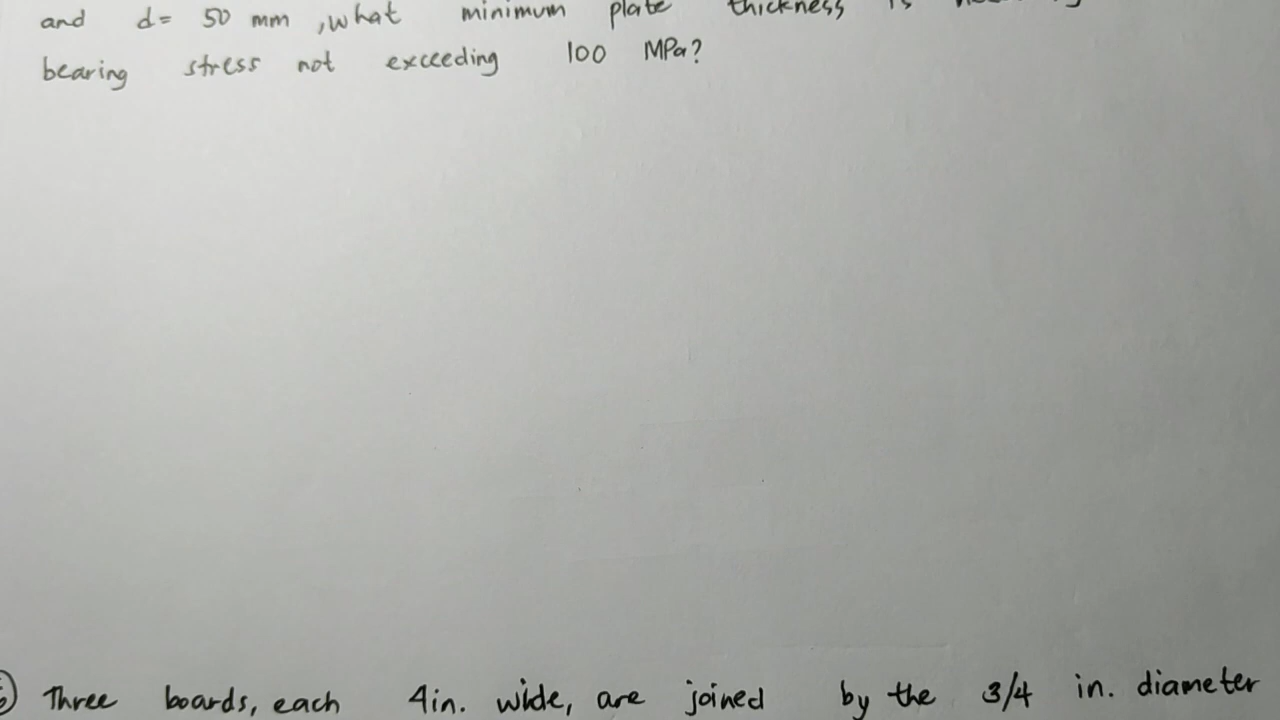 and d= 50 mm, what minimum plate thickness is
bearing stress not exceeding 100 MPa?
Three boards, each 4in. wide, are joined by the 3/4 in. diameter